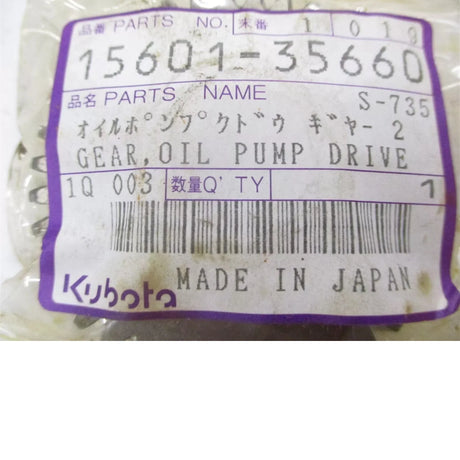 品番 PARTS NO. 末番 1 010
15601-35660
品名 PARTS NAME S-735
オイルポンプクドウ ギヤー 2
GEAR, OIL PUMP DRIVE
1Q 003 数量 Q'TY 1
Kubota MADE IN JAPAN